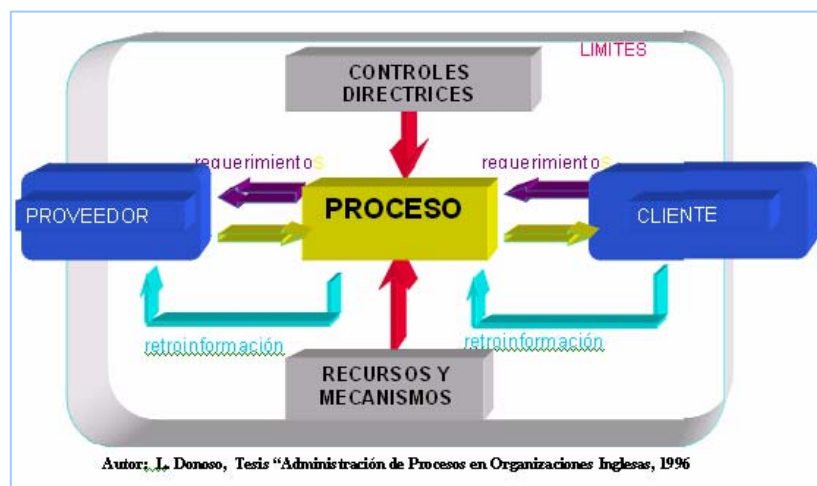 LIMITES
CONTROLES
DIRECTRICES
requerimientos
requerimientos
PROVEEDOR
PROCESO
CLIENTE
retroinformación
retroinformación
RECURSOS Y
MECANISMOS
Autor: L. Donoso, Tesis “Administración de Procesos en Organizaciones Inglesas, 1996